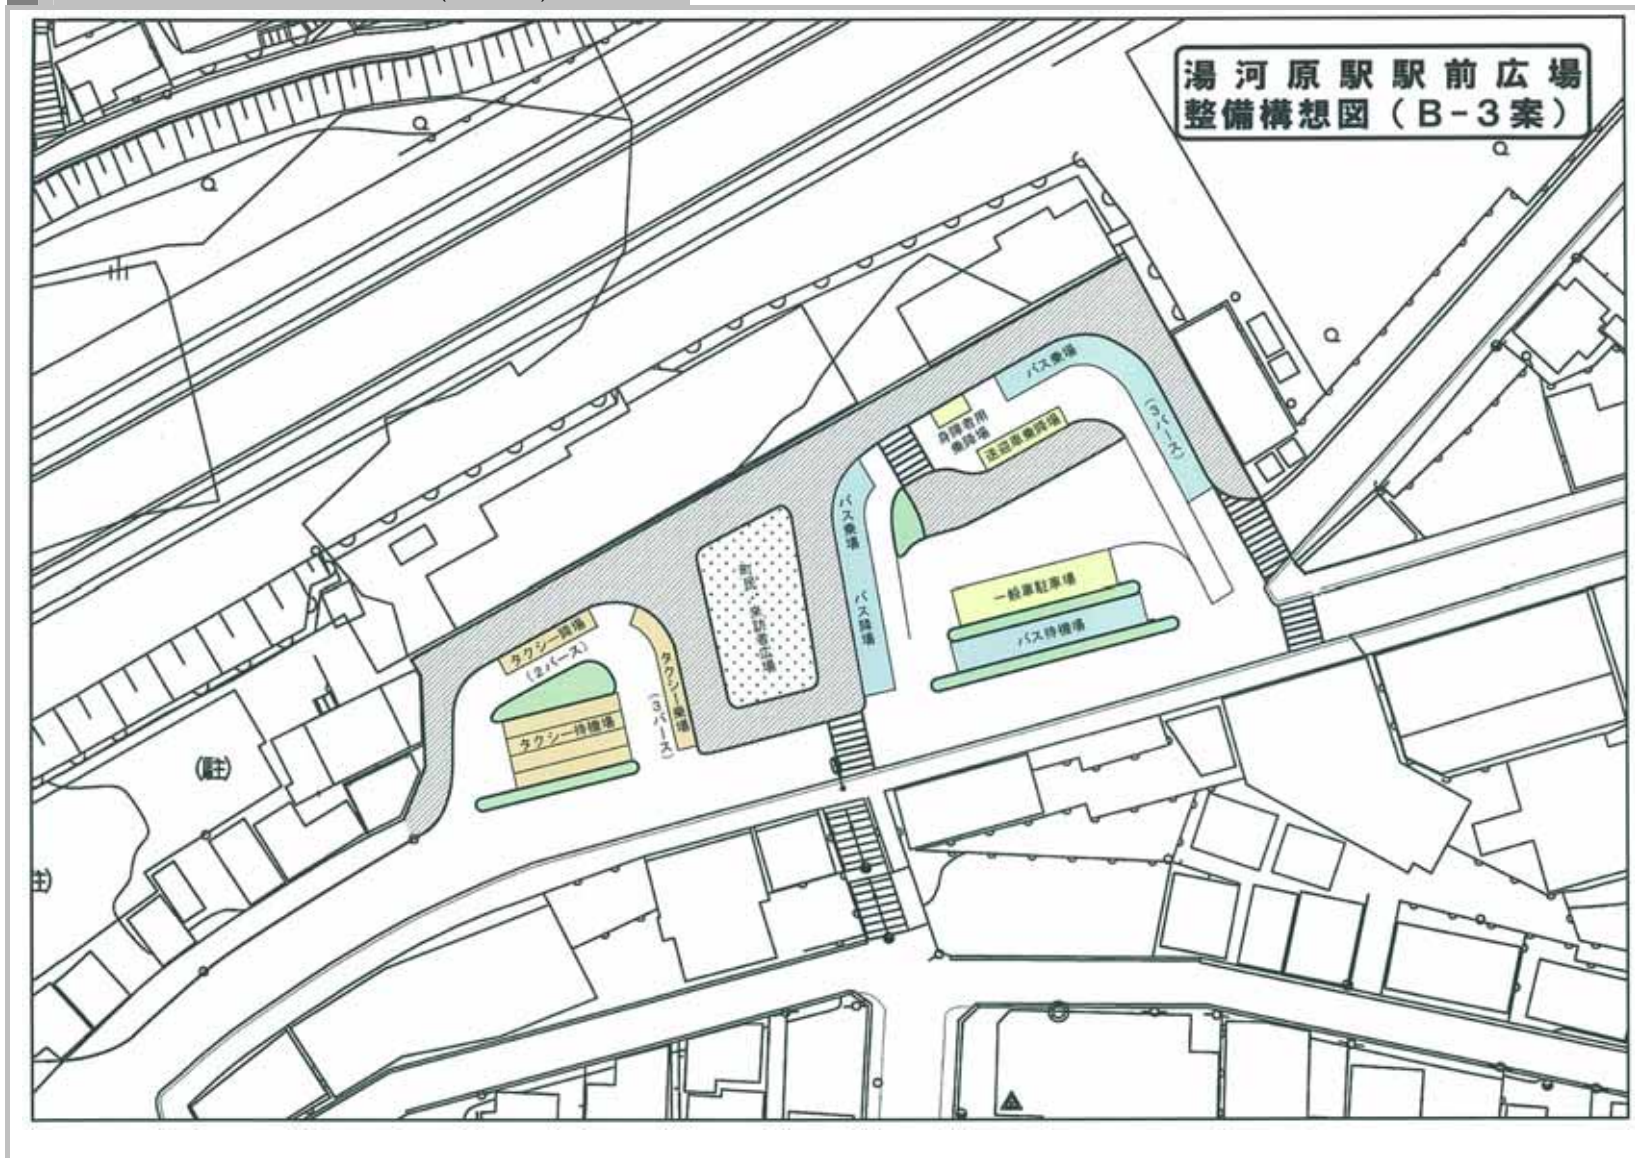 湯河原駅駅前広場
整備構想図（B-3案）
バス乗場
（3バース）
身障者用
乗降場
送迎車乗降場
バス乗場
バス降場
町民・来訪者広場
一般車駐車場
バス待機場
タクシー降場
（2バース）
タクシー乗場
（3バース）
タクシー待機場
(駐)